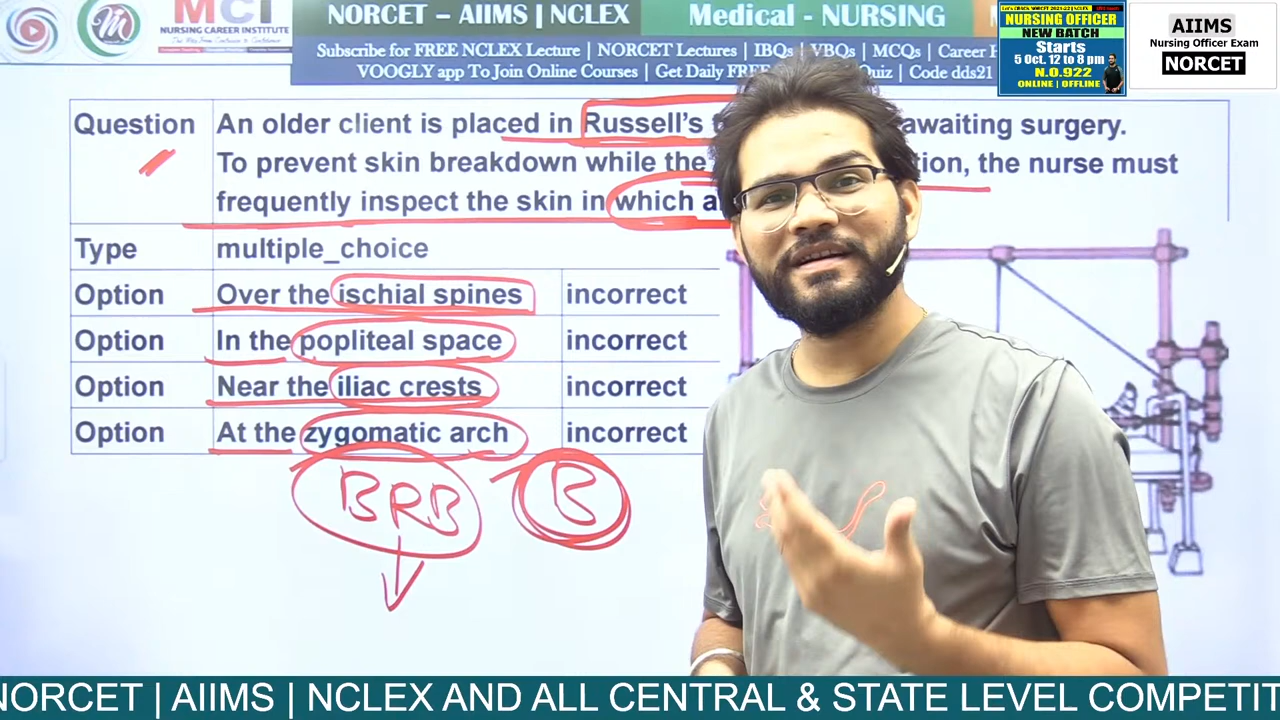 MCI
NURSING CAREER INSTITUTE
NORCET – AIIMS | NCLEX
Medical - NURSING
Subscribe for FREE NCLEX Lecture | NORCET Lectures | IBQs | VBQs | MCQs | Career
VOOGLY app To Join Online Courses | Get Daily FREE Quiz | Code dds21
NURSING OFFICER
NEW BATCH
Starts
5 Oct. 12 to 8 pm
N.O.922
ONLINE | OFFLINE
AIIMS
Nursing Officer Exam
NORCET
Question An older client is placed in Russell's awaiting surgery.
To prevent skin breakdown while the tion, the nurse must
frequently inspect the skin in which
Type multiple_choice
Option Over the ischial spines incorrect
Option In the popliteal space incorrect
Option Near the iliac crests incorrect
Option At the zygomatic arch incorrect
BRB B
NORCET | AIIMS | NCLEX AND ALL CENTRAL & STATE LEVEL COMPETIT